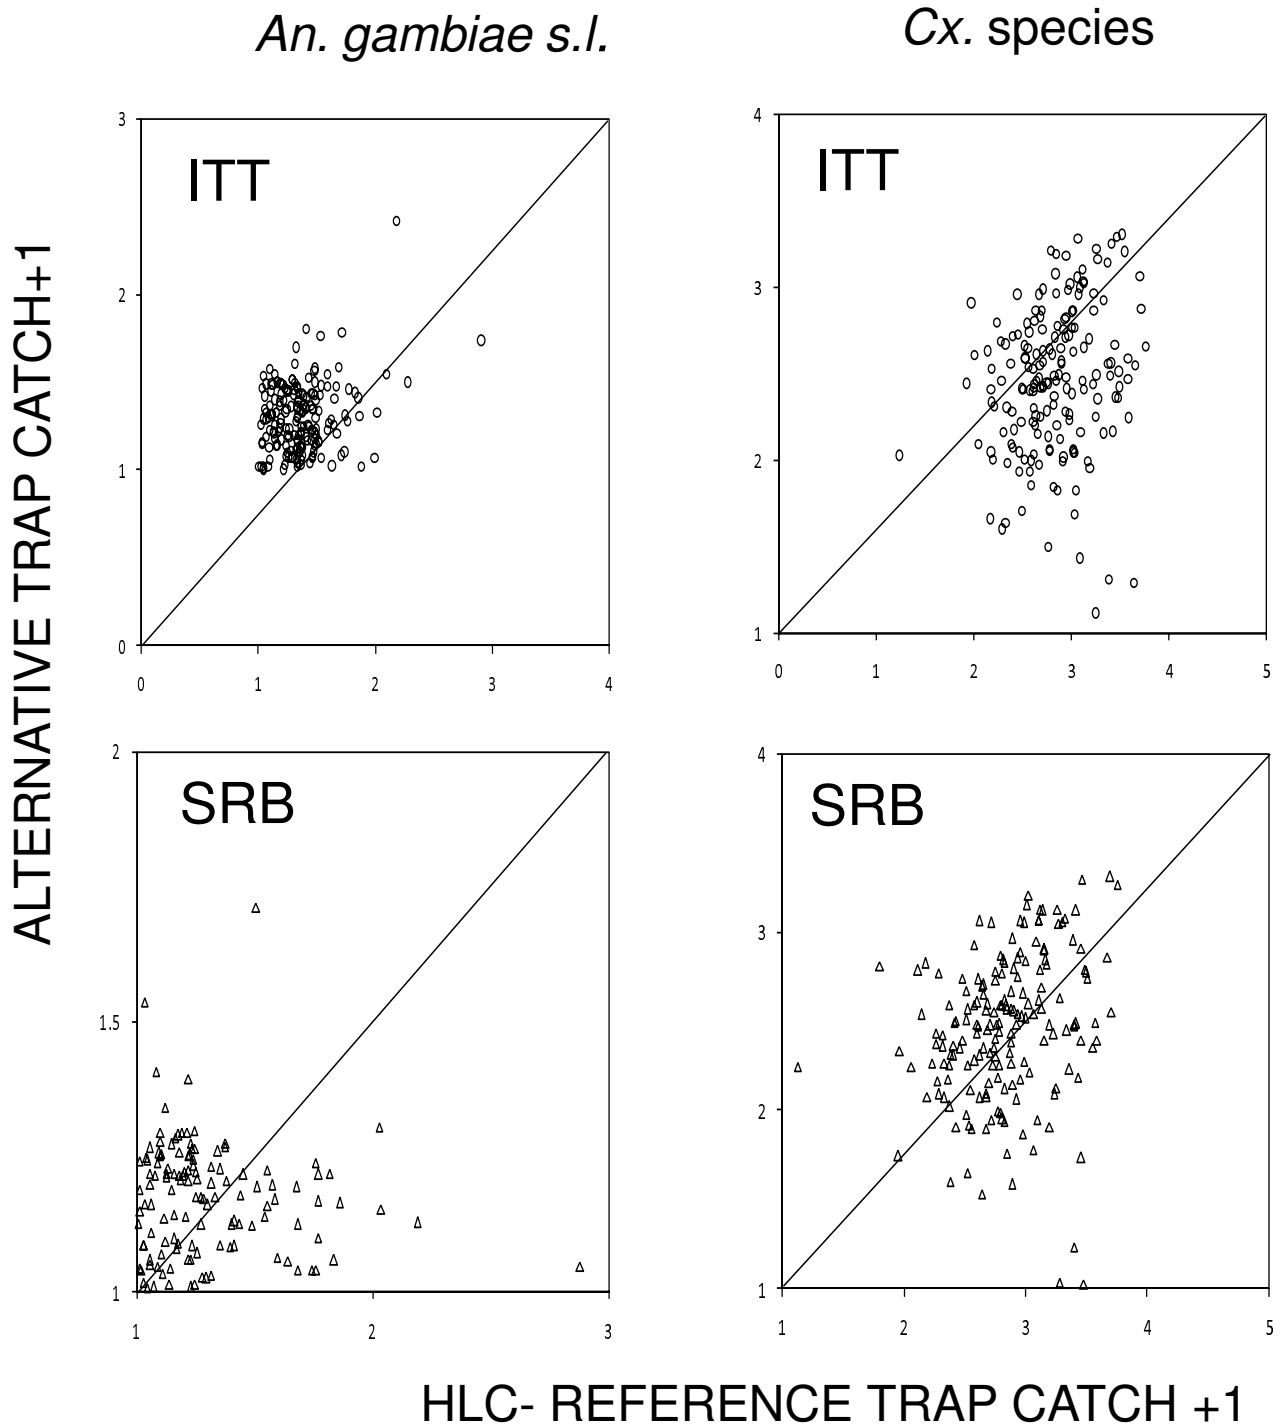 An. gambiae s.l.
Cx. species
ALTERNATIVE TRAP CATCH+1
ITT
3
2
1
0
0 1 2 3 4
ITT
4
3
2
1
0 1 2 3 4 5
SRB
2
1.5
1
1 2 3
SRB
4
3
2
1
1 2 3 4 5
HLC- REFERENCE TRAP CATCH +1